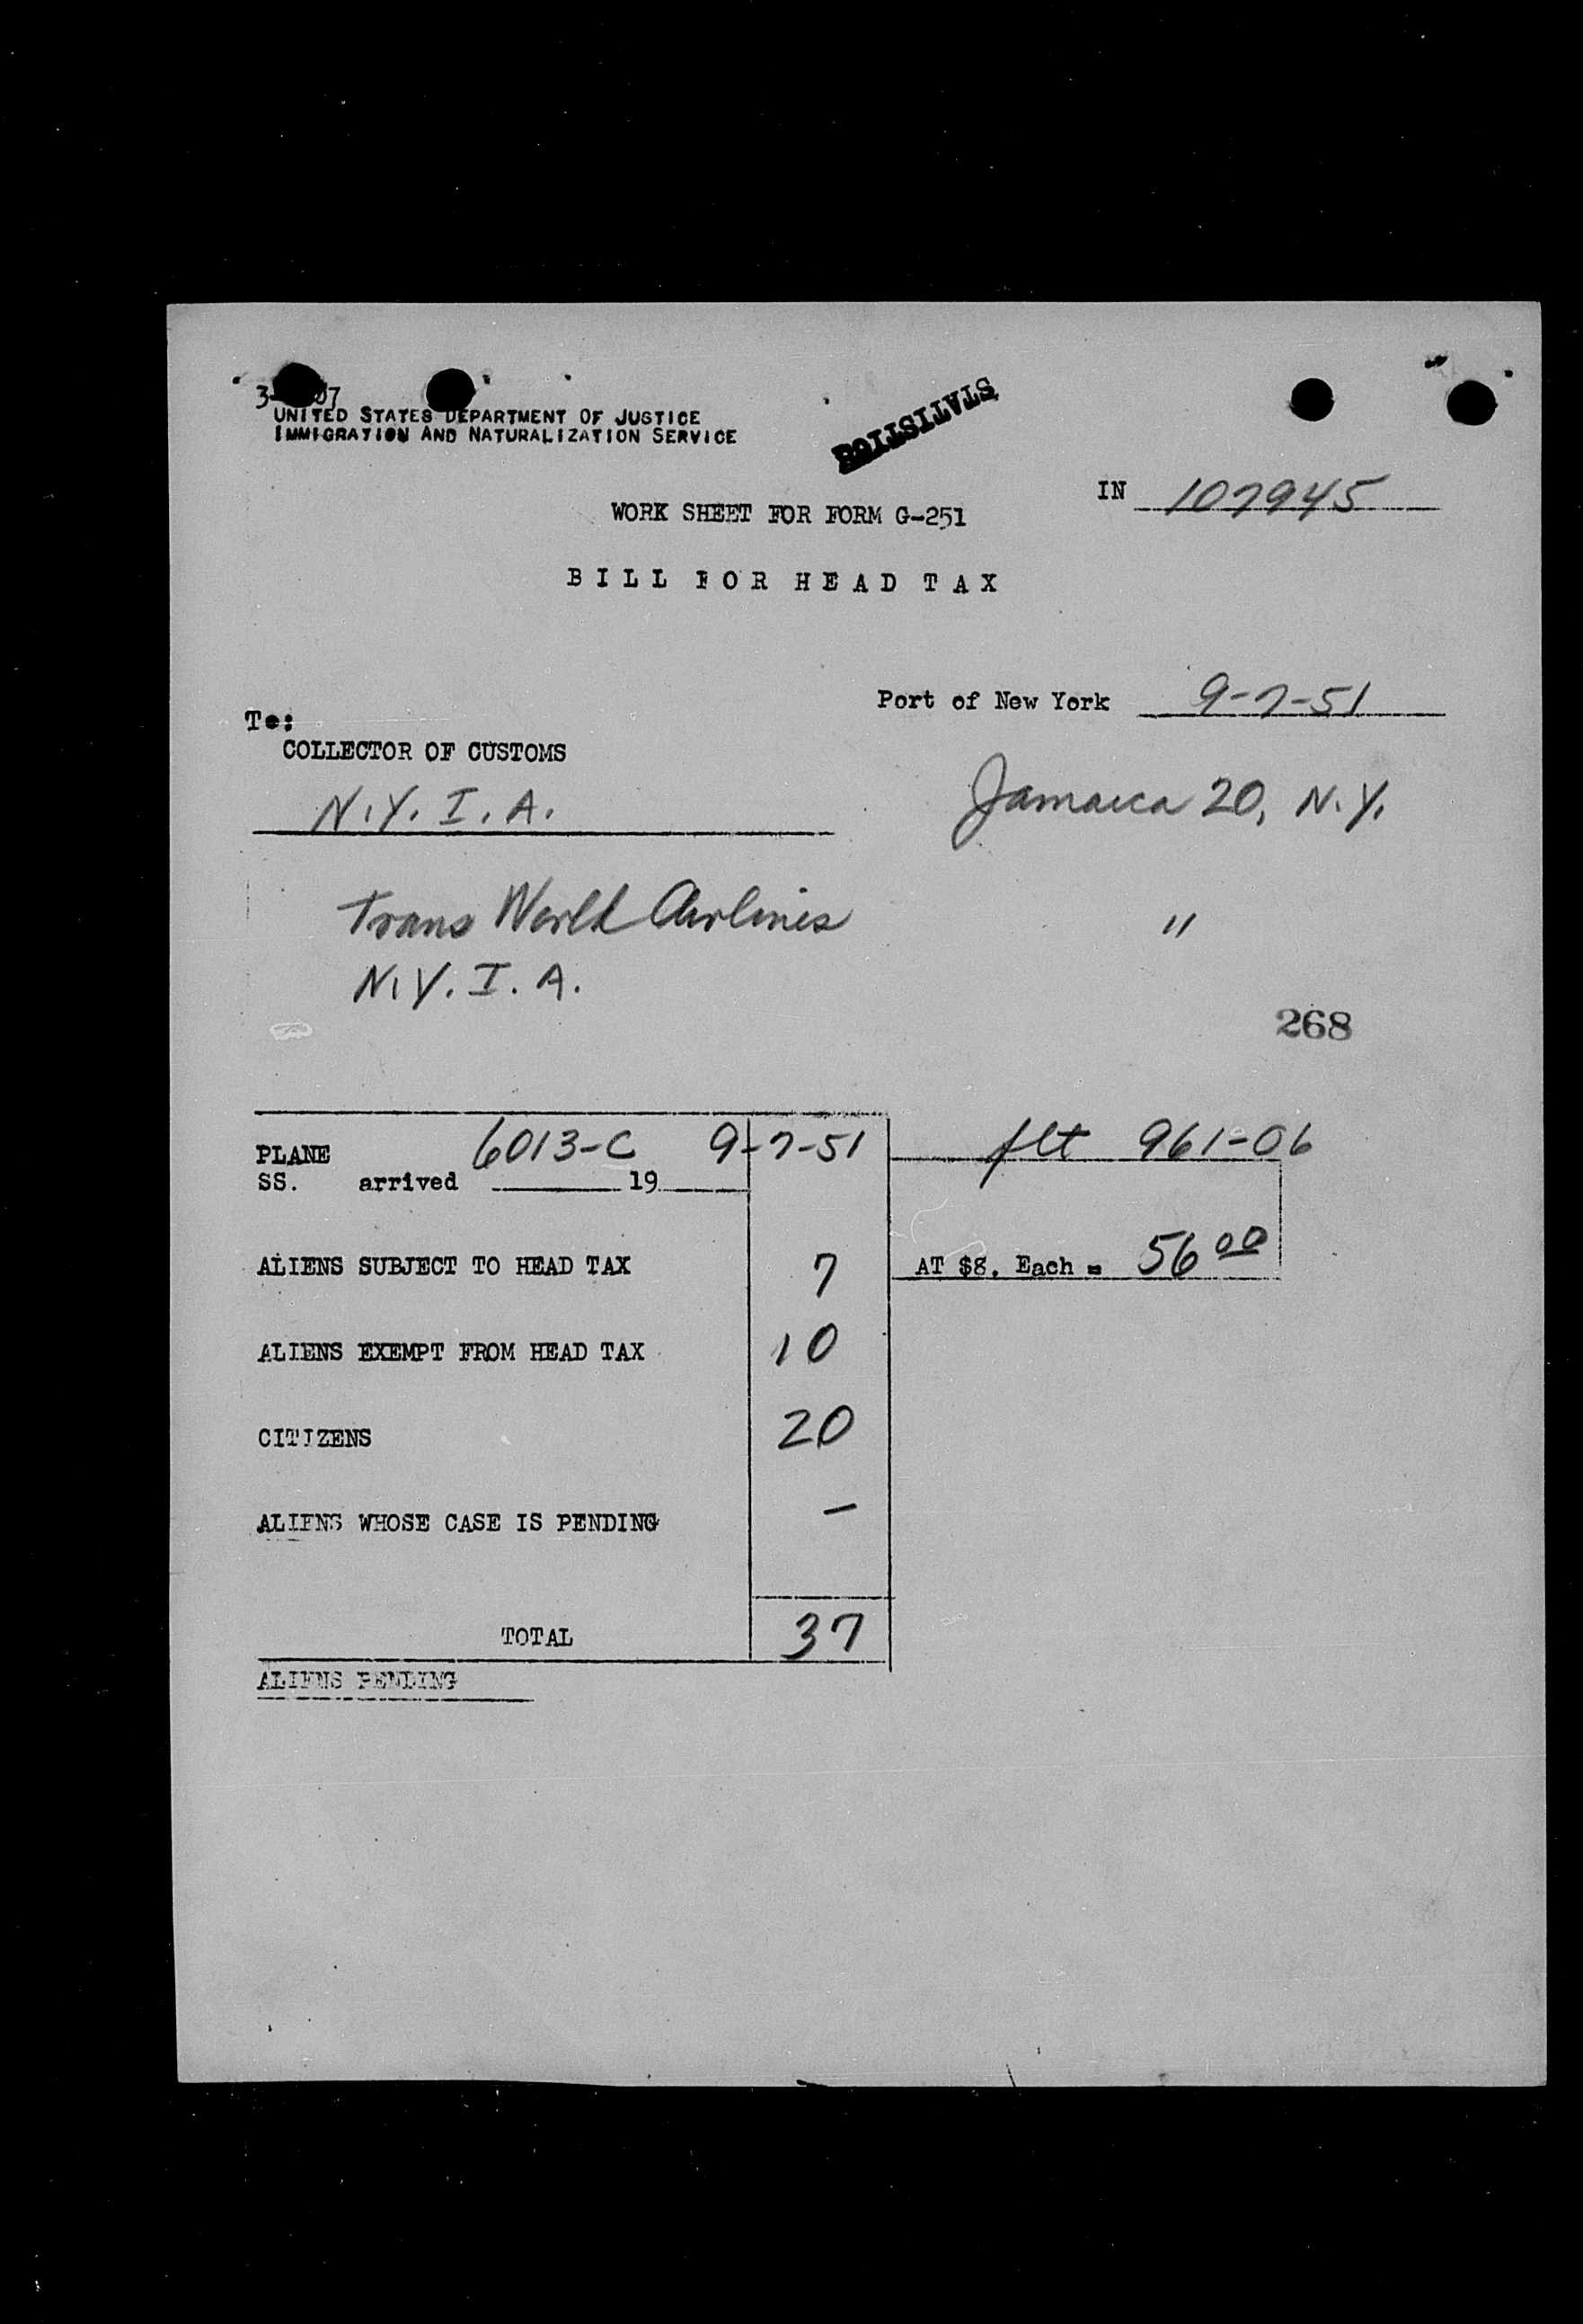 UNITED STATES DEPARTMENT OF JUSTICE
IMMIGRATION AND NATURALIZATION SERVICE
STATISTICS
IN 107945
WORK SHEET FOR FORM G-251
BILL FOR HEAD TAX
Port of New York 9-7-51
To:
COLLECTOR OF CUSTOMS
N.Y.I.A.
Jamaica 20, N.Y.
Trans World Airlines "
N.Y.I.A.
268
PLANE 6013-C 9-7-51 flt 961-06
SS. arrived 19
ALIENS SUBJECT TO HEAD TAX 7 AT $8. Each = 56 00
ALIENS EXEMPT FROM HEAD TAX 10
CITIZENS 20
ALIENS WHOSE CASE IS PENDING -
TOTAL 37
ALIENS PENDING